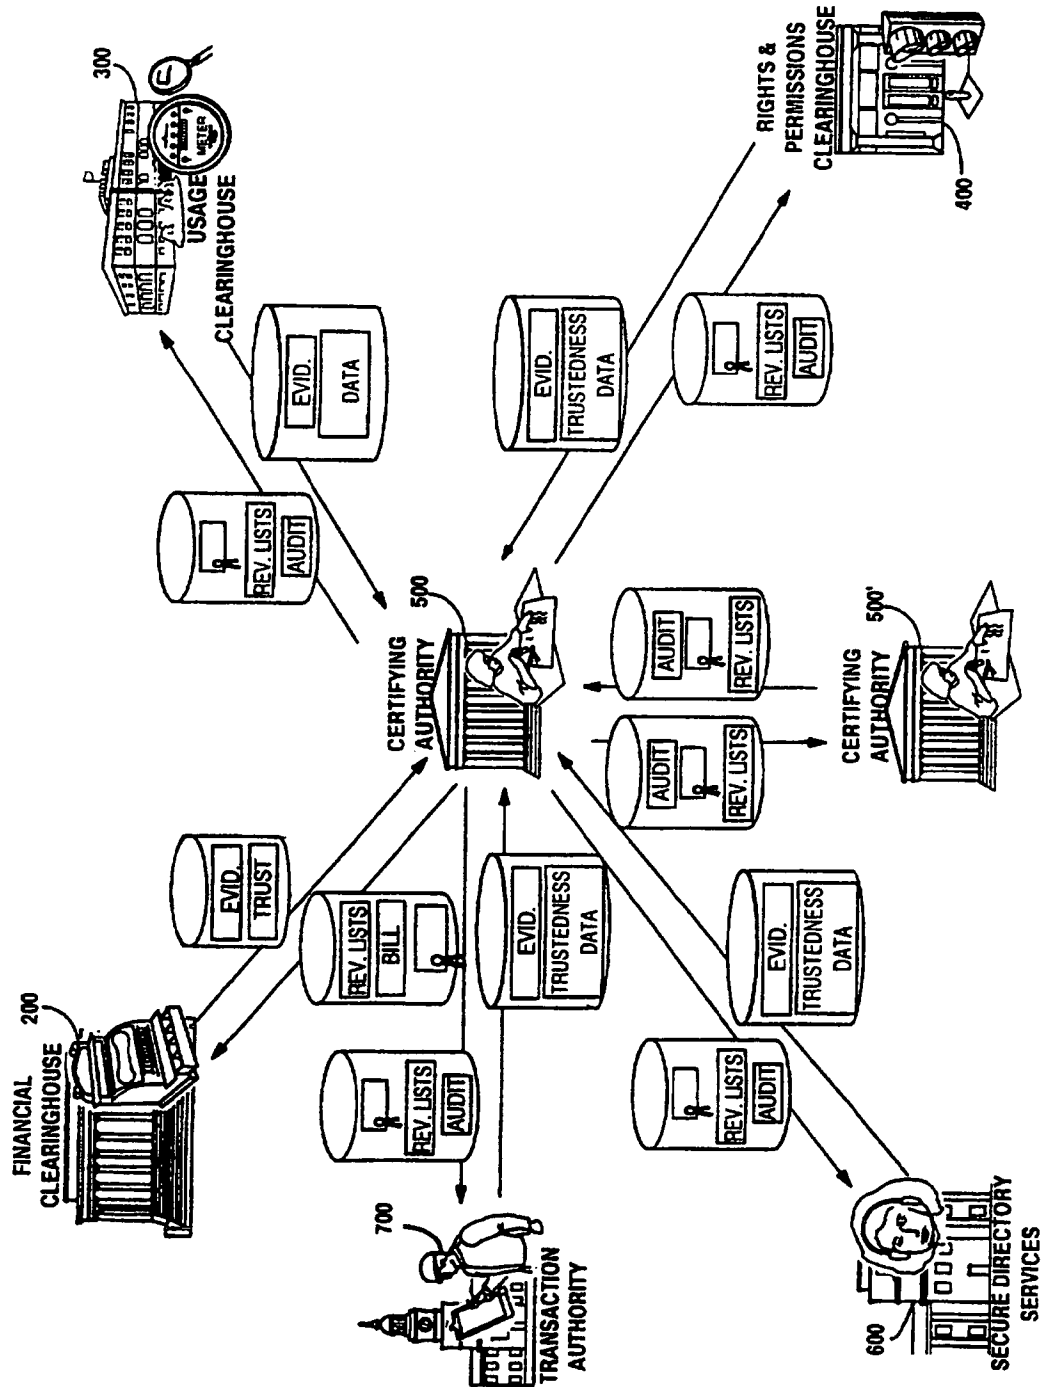 FINANCIAL
CLEARINGHOUSE
200
EVID.
TRUST
REV. LISTS
BILL
REV. LISTS
AUDIT
300
METER
USAGE
CLEARINGHOUSE
EVID.
DATA
REV. LISTS
AUDIT
CERTIFYING
AUTHORITY
500
700
TRANSACTION
AUTHORITY
EVID.
TRUSTEDNESS
DATA
EVID.
TRUSTEDNESS
DATA
RIGHTS &
PERMISSIONS
CLEARINGHOUSE
400
REV. LISTS
AUDIT
AUDIT
REV. LISTS
AUDIT
REV. LISTS
CERTIFYING
AUTHORITY
500'
EVID.
TRUSTEDNESS
DATA
REV. LISTS
AUDIT
600
SECURE DIRECTORY
SERVICES